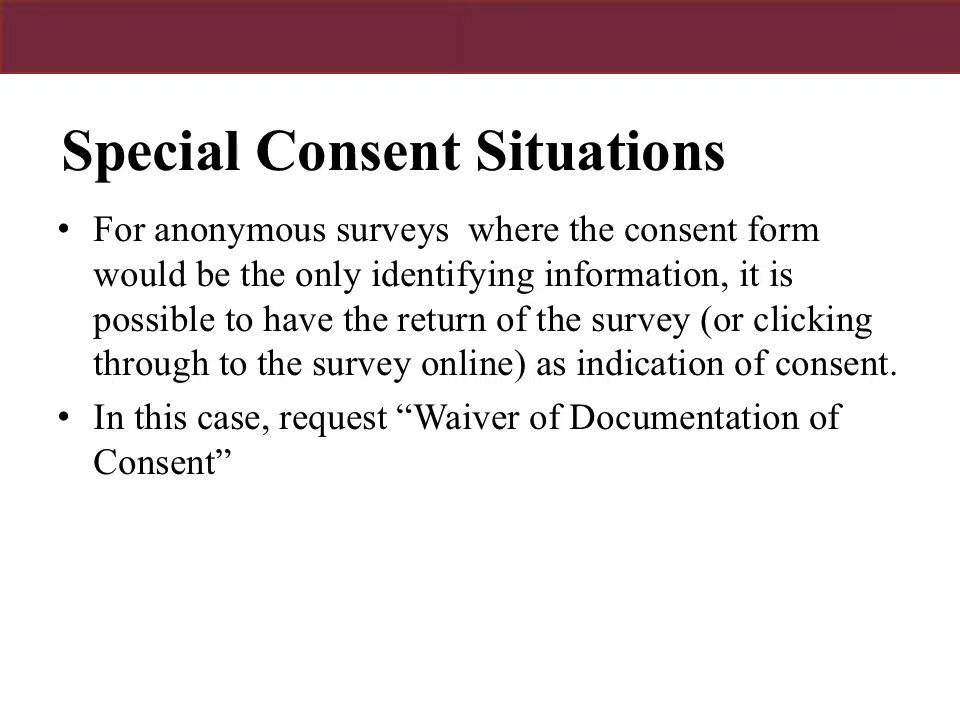 Special Consent Situations
• For anonymous surveys  where the consent form
would be the only identifying information, it is
possible to have the return of the survey (or clicking
through to the survey online) as indication of consent.
• In this case, request “Waiver of Documentation of
Consent”